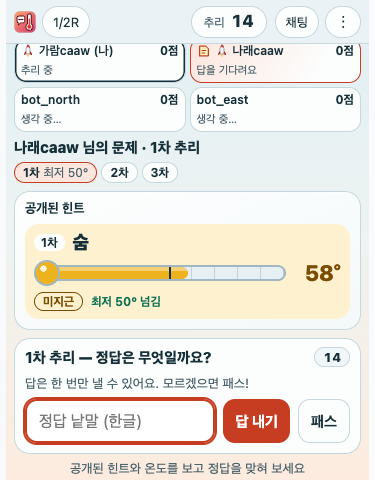 1/2R 추리 14 채팅
가람caaw (나) 0점 나래caaw 0점
추리 중 답을 기다려요
bot_north 0점 bot_east 0점
생각 중... 생각 중...
나래caaw 님의 문제 · 1차 추리
1차 최저 50° 2차 3차
공개된 힌트
1차 숨
58°
미지근 최저 50° 넘김
1차 추리 — 정답은 무엇일까요? 14
답은 한 번만 낼 수 있어요. 모르겠으면 패스!
정답 낱말 (한글) 답 내기 패스
공개된 힌트와 온도를 보고 정답을 맞혀 보세요